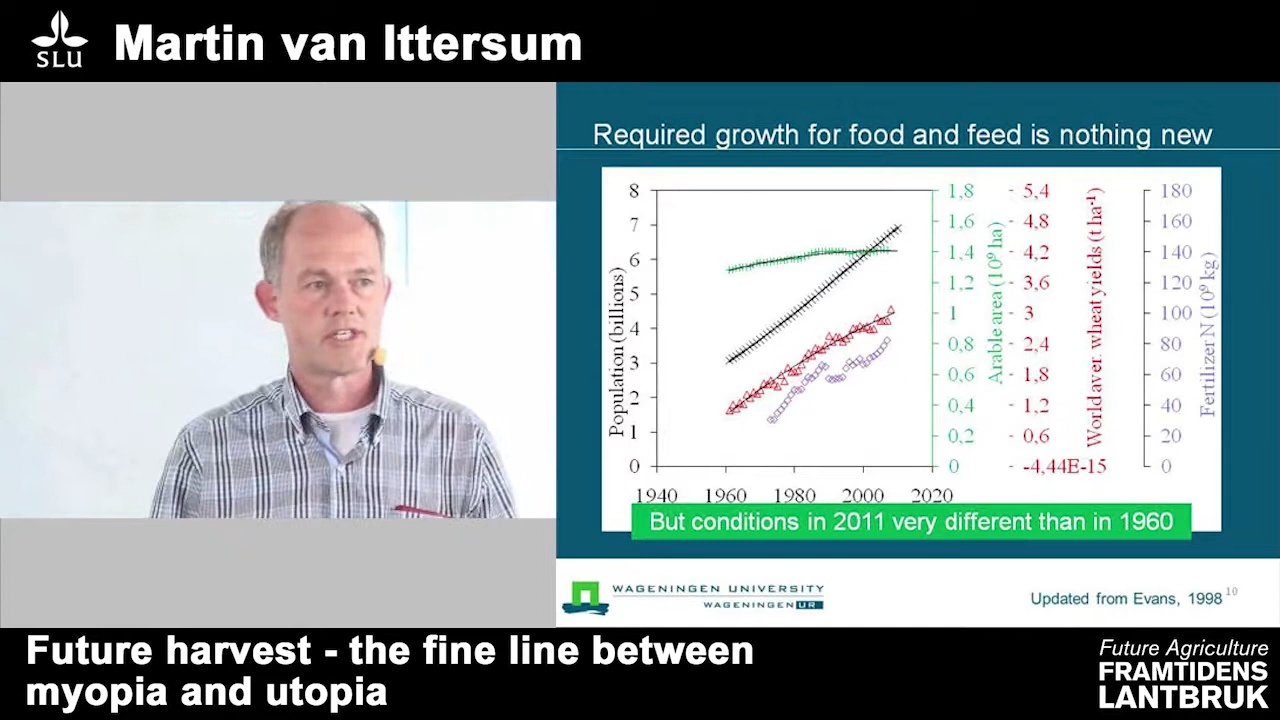 SLU
Martin van Ittersum
Required growth for food and feed is nothing new
8
7
6
5
4
3
2
1
0
Population (billions)
1940 1960 1980 2000 2020
1,8
1,6
1,4
1,2
1
0,8
0,6
0,4
0,2
0
Arable area (10⁹ ha)
5,4
4,8
4,2
3,6
3
2,4
1,8
1,2
0,6
-4,44E-15
World aver. wheat yields (t ha⁻¹)
180
160
140
120
100
80
60
40
20
0
Fertilizer N (10⁹ kg)
But conditions in 2011 very different than in 1960
WAGENINGEN UNIVERSITY
WAGENINGEN UR
Updated from Evans, 1998
10
Future harvest - the fine line between
myopia and utopia
Future Agriculture
FRAMTIDENS
LANTBRUK